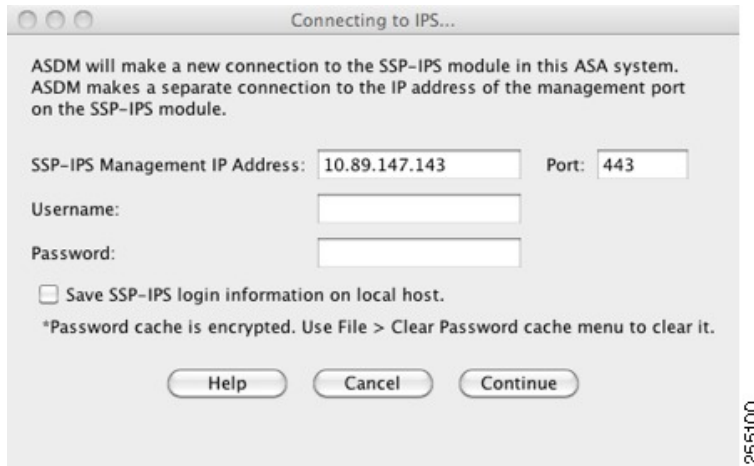 Connecting to IPS...
ASDM will make a new connection to the SSP-IPS module in this ASA system.
ASDM makes a separate connection to the IP address of the management port
on the SSP-IPS module.
SSP-IPS Management IP Address: 10.89.147.143 Port: 443
Username:
Password:
Save SSP-IPS login information on local host.
*Password cache is encrypted. Use File > Clear Password cache menu to clear it.
Help Cancel Continue
255100